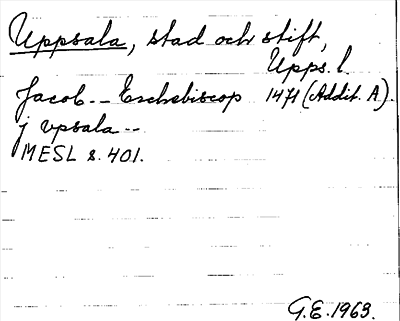 Uppsala, stad och stift,
Upps. l.
Jacob -- Erchebiscop 1471 (Addit. A).
j vpsala --
MESL s. 401.
G.E. 1963.